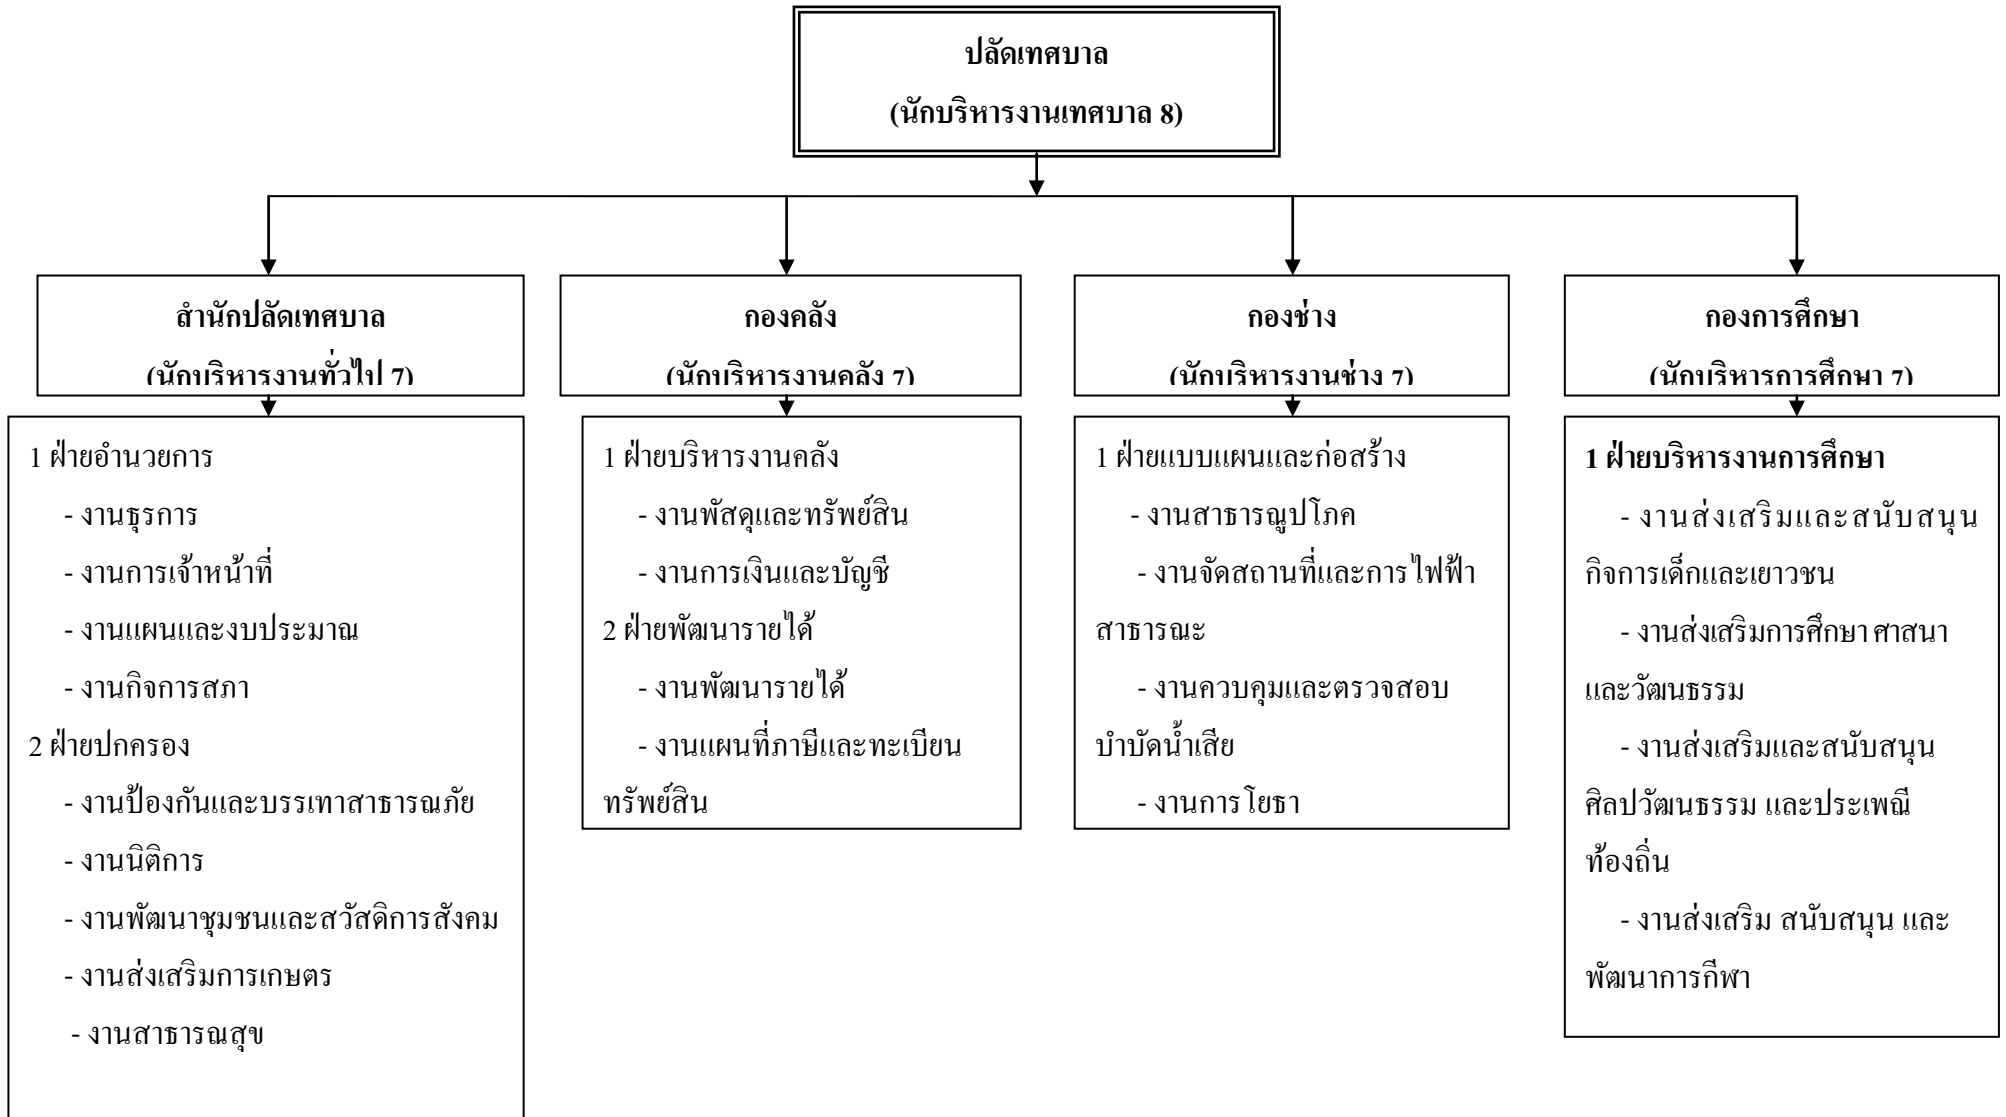 ปลัดเทศบาล
(นักบริหารงานเทศบาล 8)
สำนักปลัดเทศบาล
(นักบริหารงานทั่วไป 7)
กองคลัง
(นักบริหารงานคลัง 7)
กองช่าง
(นักบริหารงานช่าง 7)
กองการศึกษา
(นักบริหารการศึกษา 7)
1 ฝ่ายอำนวยการ
- งานธุรการ
- งานการเจ้าหน้าที่
- งานแผนและงบประมาณ
- งานกิจการสภา
2 ฝ่ายปกครอง
- งานป้องกันและบรรเทาสาธารณภัย
- งานนิติการ
- งานพัฒนาชุมชนและสวัสดิการสังคม
- งานส่งเสริมการเกษตร
- งานสาธารณสุข
1 ฝ่ายบริหารงานคลัง
- งานพัสดุและทรัพย์สิน
- งานการเงินและบัญชี
2 ฝ่ายพัฒนารายได้
- งานพัฒนารายได้
- งานแผนที่ภาษีและทะเบียน
ทรัพย์สิน
1 ฝ่ายแบบแผนและก่อสร้าง
- งานสาธารณูปโภค
- งานจัดสถานที่และการไฟฟ้า
สาธารณะ
- งานควบคุมและตรวจสอบ
บำบัดน้ำเสีย
- งานการโยธา
1 ฝ่ายบริหารงานการศึกษา
- งานส่งเสริมและสนับสนุน
กิจการเด็กและเยาวชน
- งานส่งเสริมการศึกษา ศาสนา
และวัฒนธรรม
- งานส่งเสริมและสนับสนุน
ศิลปวัฒนธรรม และประเพณี
ท้องถิ่น
- งานส่งเสริม สนับสนุน และ
พัฒนาการกีฬา